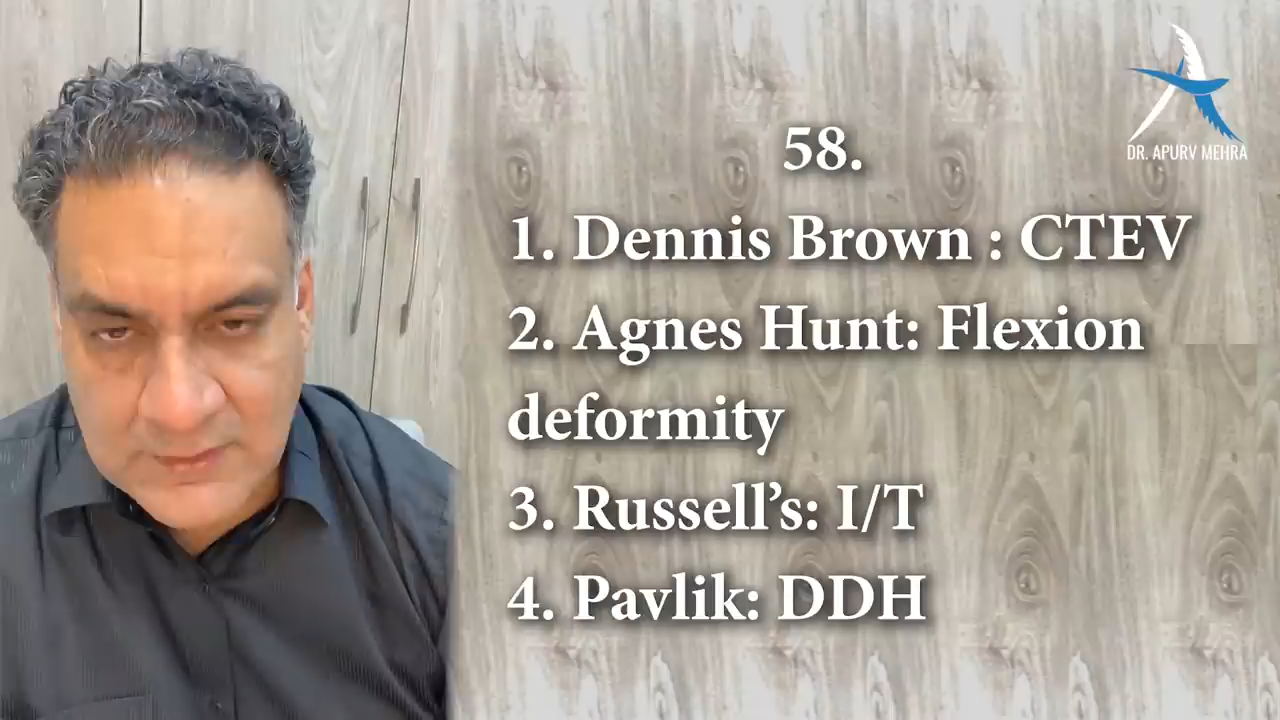 DR. APURV MEHRA
58.
1. Dennis Brown : CTEV
2. Agnes Hunt: Flexion
deformity
3. Russell’s: I/T
4. Pavlik: DDH